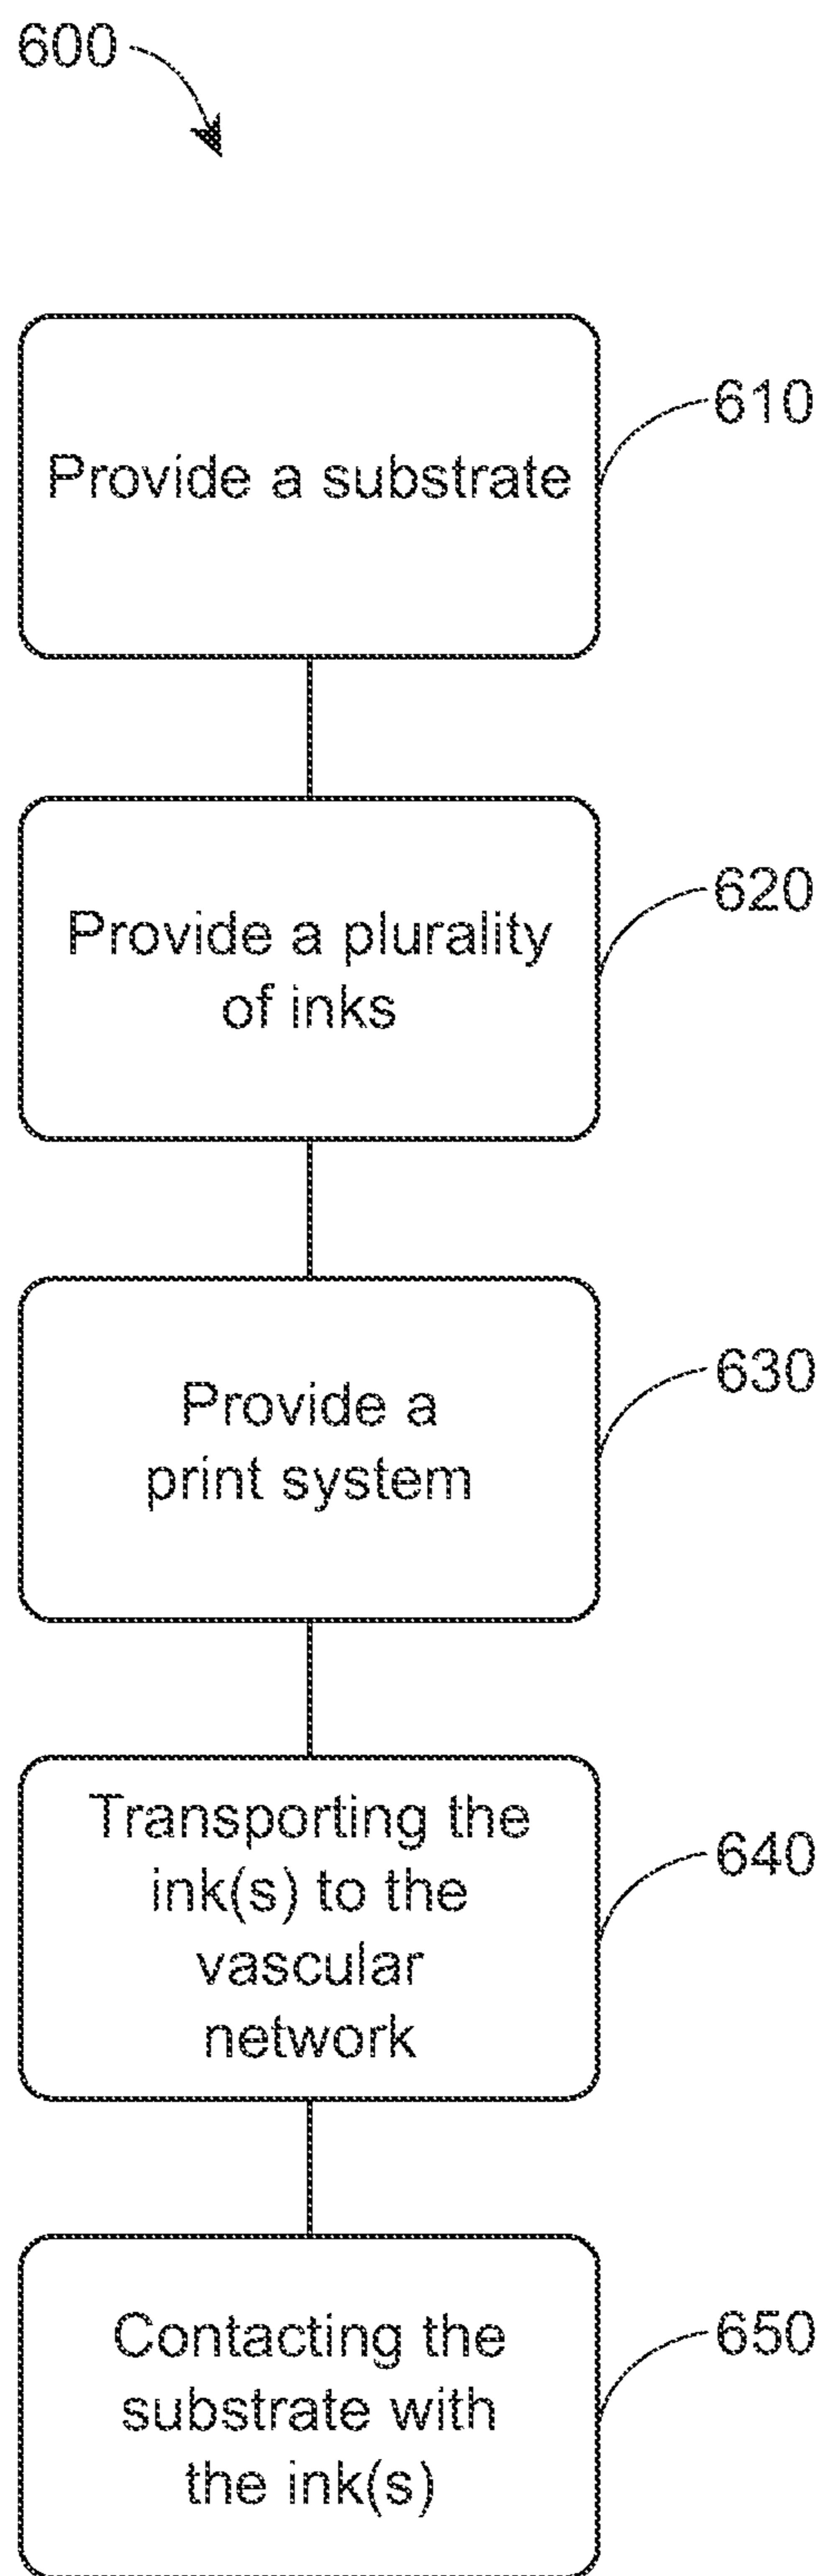 600
610
Provide a substrate
620
Provide a plurality
of inks
630
Provide a
print system
640
Transporting the
ink(s) to the
vascular
network
650
Contacting the
substrate with
the ink(s)